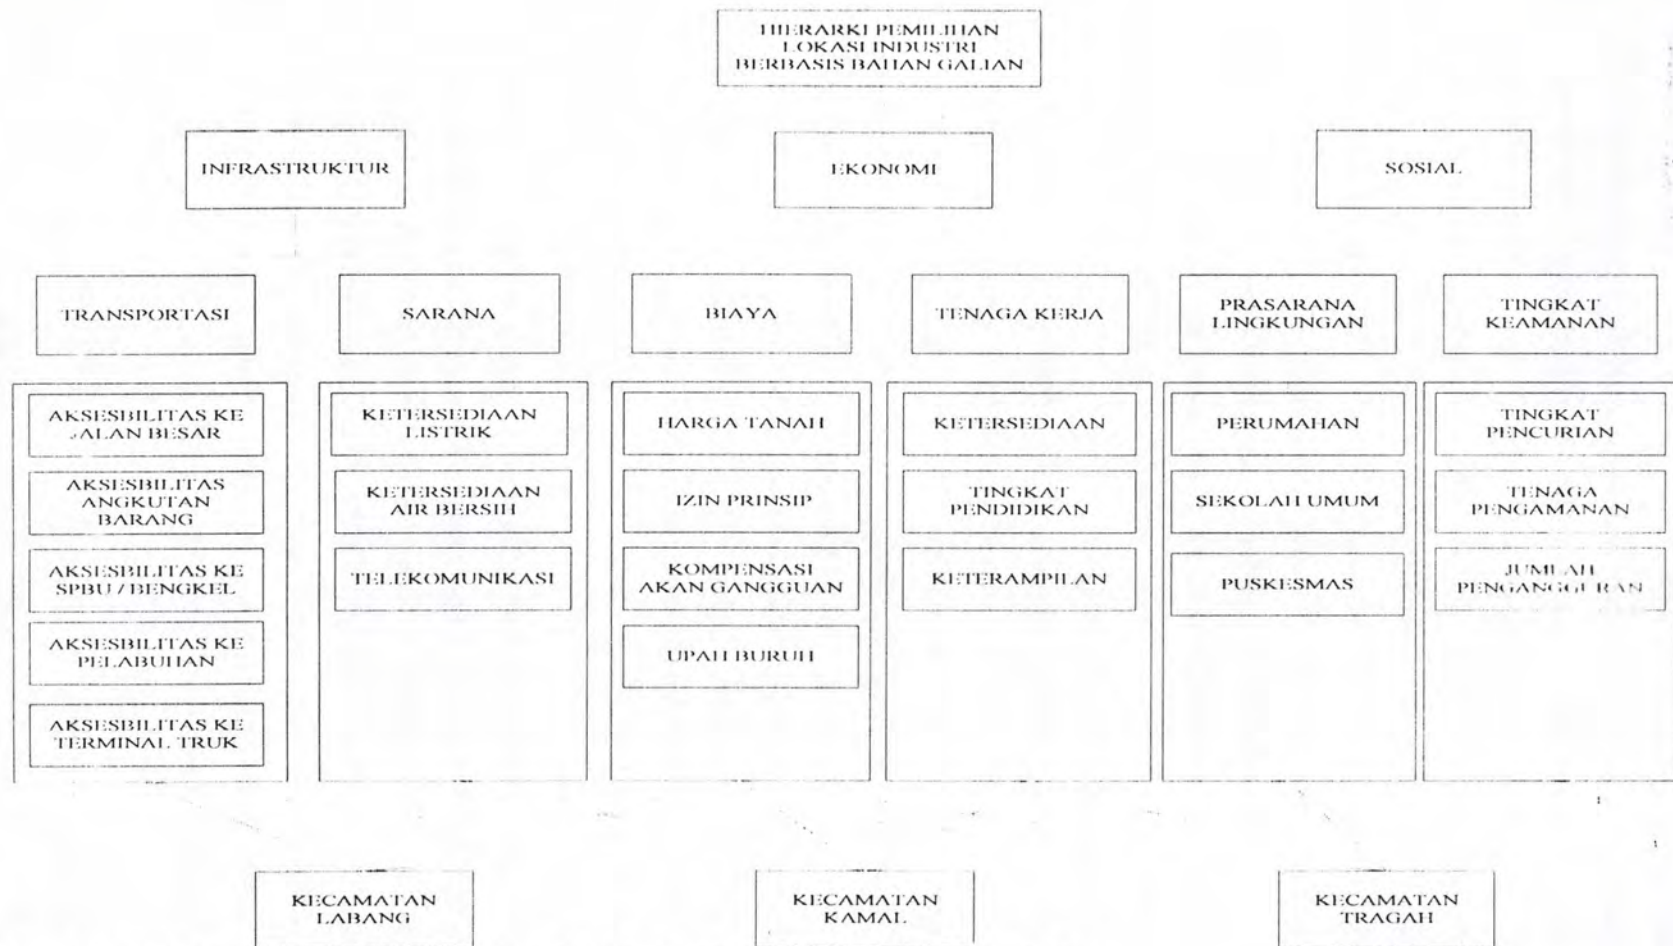 HIERARKI PEMILIHAN
LOKASI INDUSTRI
BERBASIS BAHAN GALIAN
INFRASTRUKTUR
EKONOMI
SOSIAL
TRANSPORTASI
SARANA
BIAYA
TENAGA KERJA
PRASARANA
LINGKUNGAN
TINGKAT
KEAMANAN
AKSESBILITAS KE
JALAN BESAR
AKSESBILITAS
ANGKUTAN
BARANG
AKSESBILITAS KE
SPBU / BENGKEL
AKSESBILITAS KE
PELABUHAN
AKSESBILITAS KE
TERMINAL TRUK
KETERSEDIAAN
LISTRIK
KETERSEDIAAN
AIR BERSIH
TELEKOMUNIKASI
HARGA TANAH
IZIN PRINSIP
KOMPENSASI
AKAN GANGGUAN
UPAH BURUH
KETERSEDIAAN
TINGKAT
PENDIDIKAN
KETERAMPILAN
PERUMAHAN
SEKOLAH UMUM
PUSKESMAS
TINGKAT
PENCURIAN
TENAGA
PENGAMANAN
JUMLAH
PENGANGGURAN
KECAMATAN
LABANG
KECAMATAN
KAMAL
KECAMATAN
TRAGAH